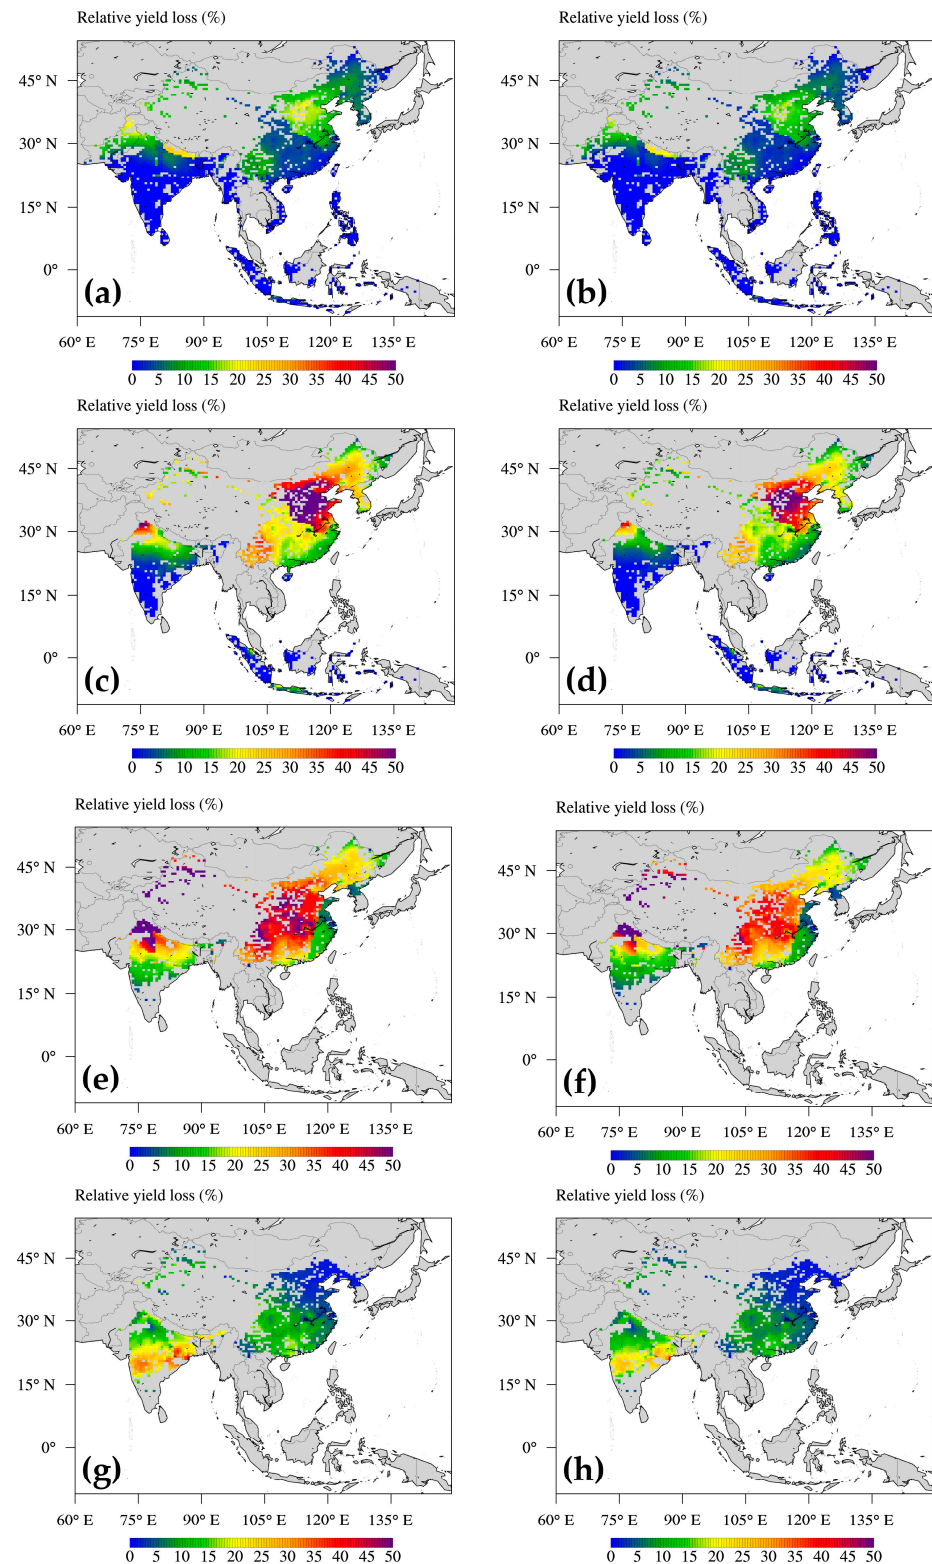 Relative yield loss (%) Relative yield loss (%)
45° N 45° N
30° N 30° N
15° N 15° N
0° 0°
(a) (b)
60° E 75° E 90° E 105° E 120° E 135° E 60° E 75° E 90° E 105° E 120° E 135° E
0 5 10 15 20 25 30 35 40 45 50 0 5 10 15 20 25 30 35 40 45 50
Relative yield loss (%) Relative yield loss (%)
45° N 45° N
30° N 30° N
15° N 15° N
0° 0°
(c) (d)
60° E 75° E 90° E 105° E 120° E 135° E 60° E 75° E 90° E 105° E 120° E 135° E
0 5 10 15 20 25 30 35 40 45 50 0 5 10 15 20 25 30 35 40 45 50
Relative yield loss (%) Relative yield loss (%)
45° N 45° N
30° N 30° N
15° N 15° N
0° 0°
(e) (f)
60° E 75° E 90° E 105° E 120° E 135° E 60° E 75° E 90° E 105° E 120° E 135° E
0 5 10 15 20 25 30 35 40 45 50 0 5 10 15 20 25 30 35 40 45 50
Relative yield loss (%) Relative yield loss (%)
45° N 45° N
30° N 30° N
15° N 15° N
0° 0°
(g) (h)
60° E 75° E 90° E 105° E 120° E 135° E 60° E 75° E 90° E 105° E 120° E 135° E
0 5 10 15 20 25 30 35 40 45 50 0 5 10 15 20 25 30 35 40 45 50